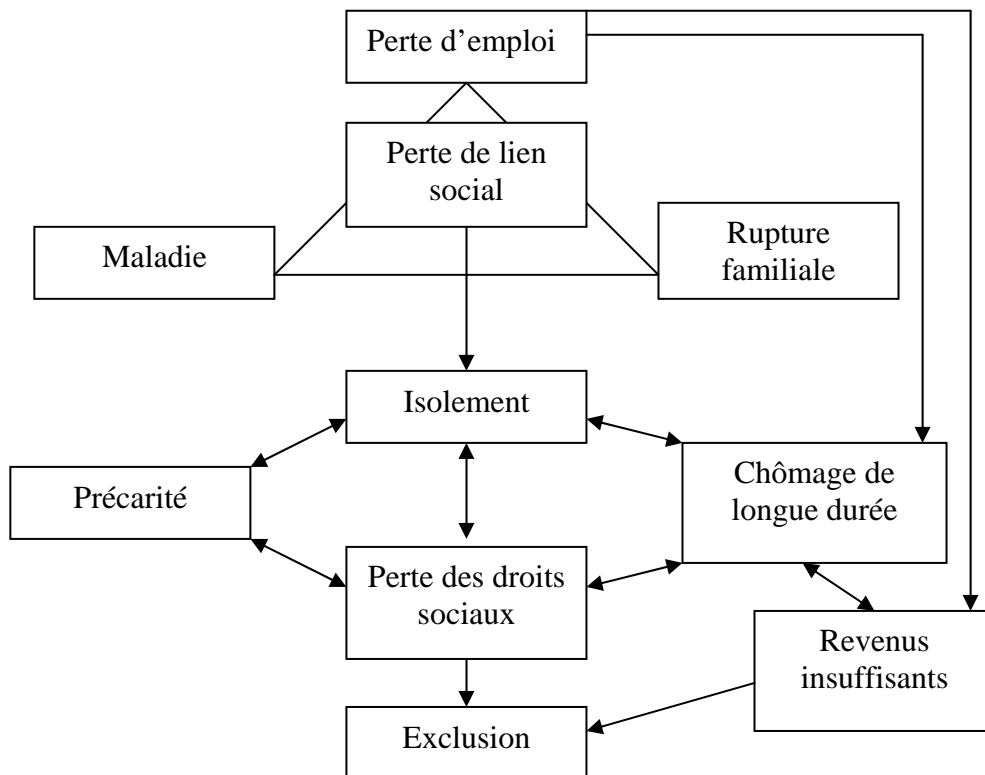 Perte d’emploi
Perte de lien
social
Maladie
Rupture
familiale
Isolement
Précarité
Chômage de
longue durée
Perte des droits
sociaux
Revenus
insuffisants
Exclusion